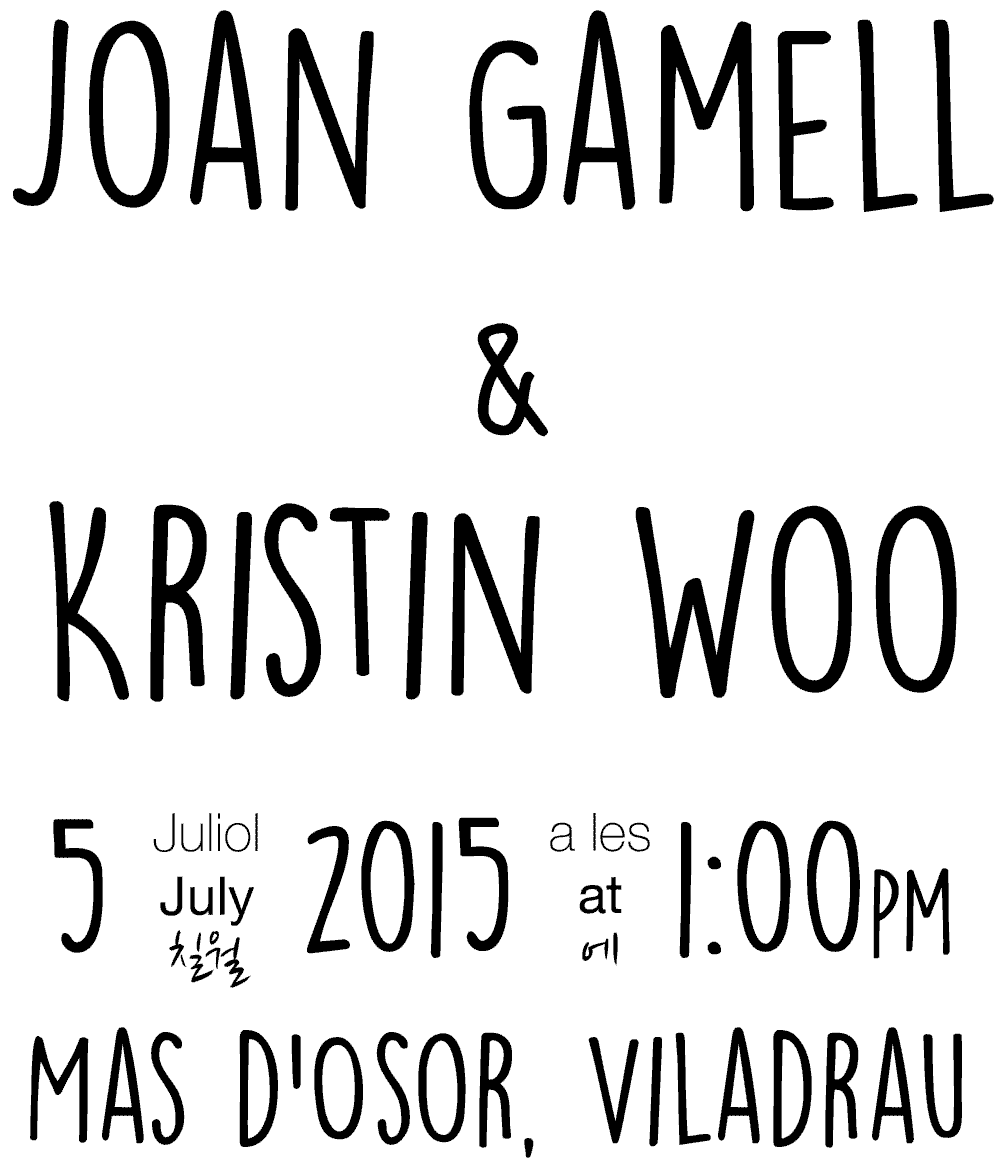 JOAN GAMELL
&
KRISTIN WOO
5 Juliol July 칠월 2015 a les at 에 1:00PM
MAS D'OSOR, VILADRAU